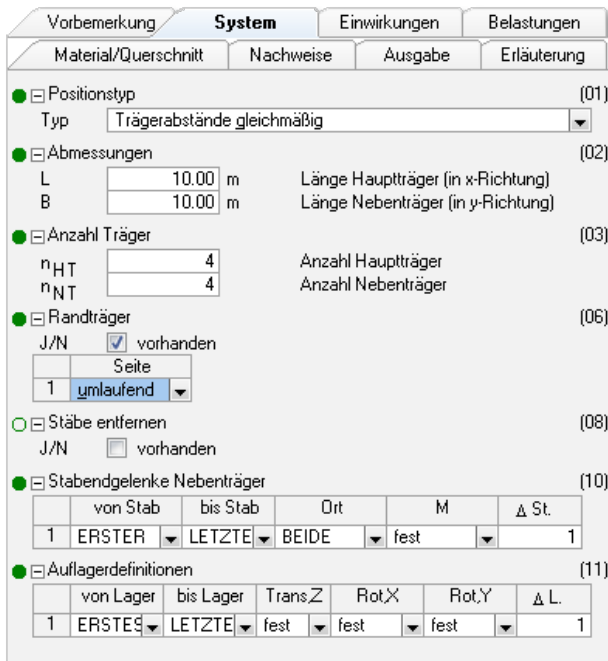 Vorbemerkung System Einwirkungen Belastungen
Material/Querschnitt Nachweise Ausgabe Erläuterung
Positionstyp (01)
Typ Trägerabstände gleichmäßig
Abmessungen (02)
L 10.00 m Länge Hauptträger (in x-Richtung)
B 10.00 m Länge Nebenträger (in y-Richtung)
Anzahl Träger (03)
nHT 4 Anzahl Hauptträger
nNT 4 Anzahl Nebenträger
Randträger (06)
J/N vorhanden
Seite
1 umlaufend
Stäbe entfernen (08)
J/N vorhanden
Stabendgelenke Nebenträger (10)
von Stab bis Stab Ort M Δ St.
1 ERSTER LETZTE BEIDE fest 1
Auflagerdefinitionen (11)
von Lager bis Lager Trans,Z Rot,X Rot,Y Δ L.
1 ERSTES LETZTE fest fest fest 1